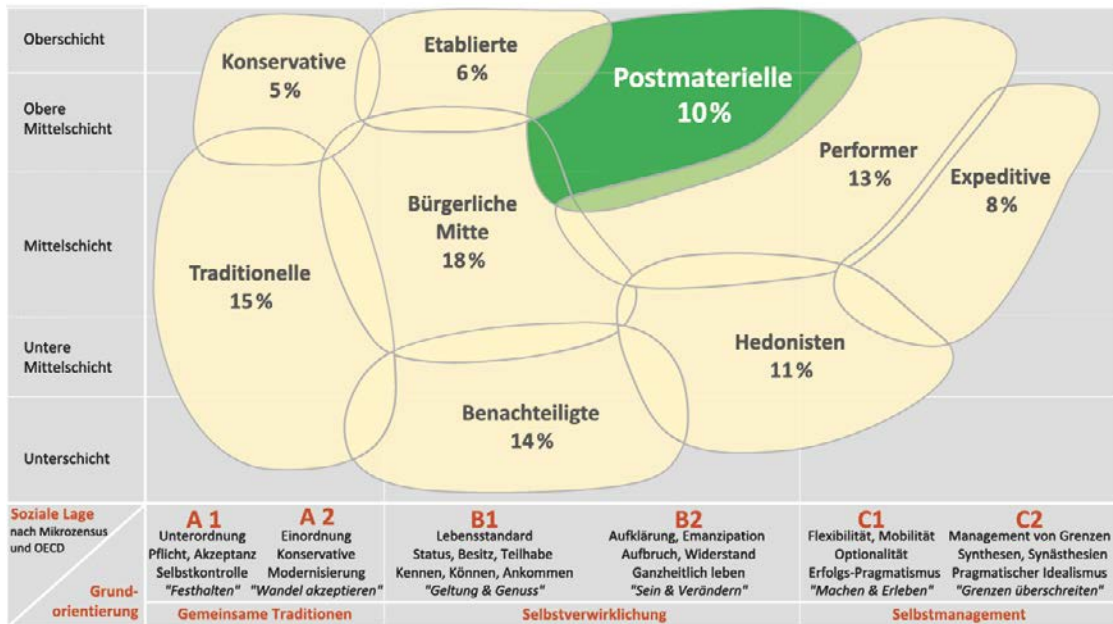 Oberschicht
Obere
Mittelschicht
Mittelschicht
Untere
Mittelschicht
Unterschicht
Konservative
5 %
Etablierte
6 %
Postmaterielle
10 %
Performer
13 %
Expeditive
8 %
Bürgerliche
Mitte
18 %
Traditionelle
15 %
Hedonisten
11 %
Benachteiligte
14 %
Soziale Lage
nach Mikrozensus
und OECD
Grund-
orientierung
A 1
Unterordnung
Pflicht, Akzeptanz
Selbstkontrolle
"Festhalten"
A 2
Einordnung
Konservative
Modernisierung
"Wandel akzeptieren"
B1
Lebensstandard
Status, Besitz, Teilhabe
Kennen, Können, Ankommen
"Geltung & Genuss"
B2
Aufklärung, Emanzipation
Aufbruch, Widerstand
Ganzheitlich leben
"Sein & Verändern"
C1
Flexibilität, Mobilität
Optionalität
Erfolgs-Pragmatismus
"Machen & Erleben"
C2
Management von Grenzen
Synthesen, Synästhesien
Pragmatischer Idealismus
"Grenzen überschreiten"
Gemeinsame Traditionen
Selbstverwirklichung
Selbstmanagement